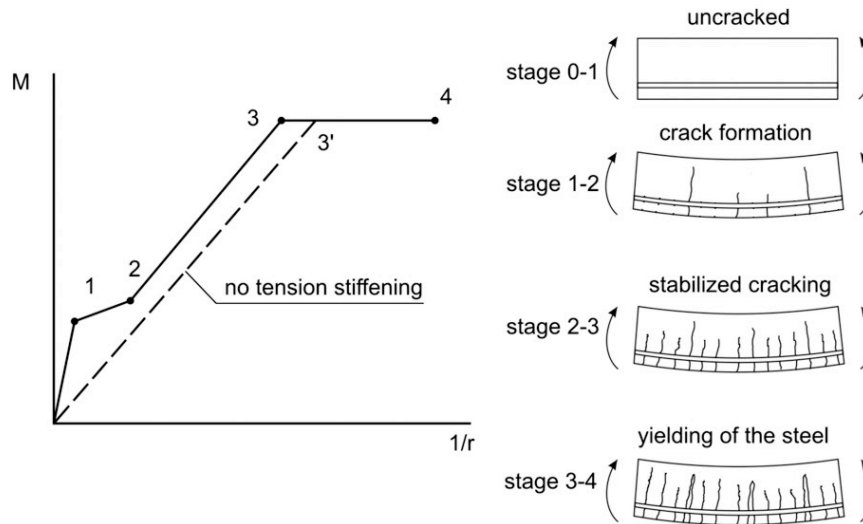 M
1
2
3
3'
4
no tension stiffening
1/r
uncracked
stage 0-1
crack formation
stage 1-2
stabilized cracking
stage 2-3
yielding of the steel
stage 3-4